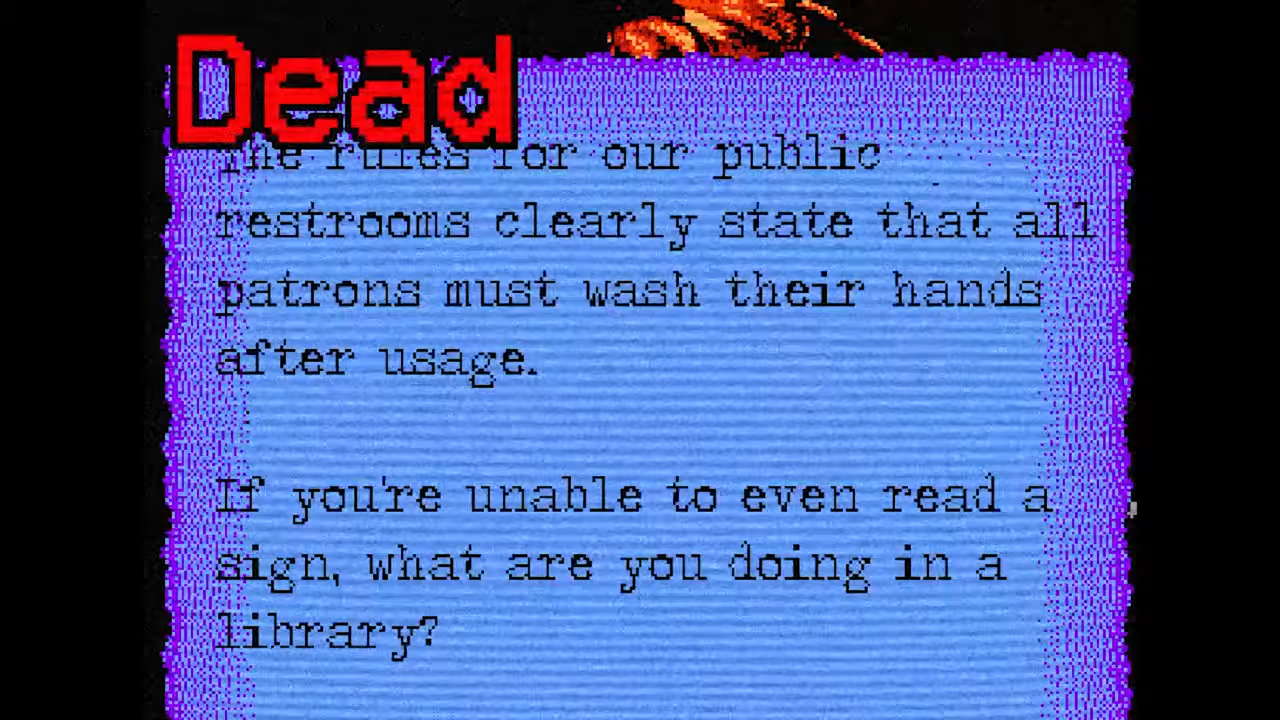 Dead
The rules for our public
restrooms clearly state that all
patrons must wash their hands
after usage.
If you're unable to even read a
sign, what are you doing in a
library?